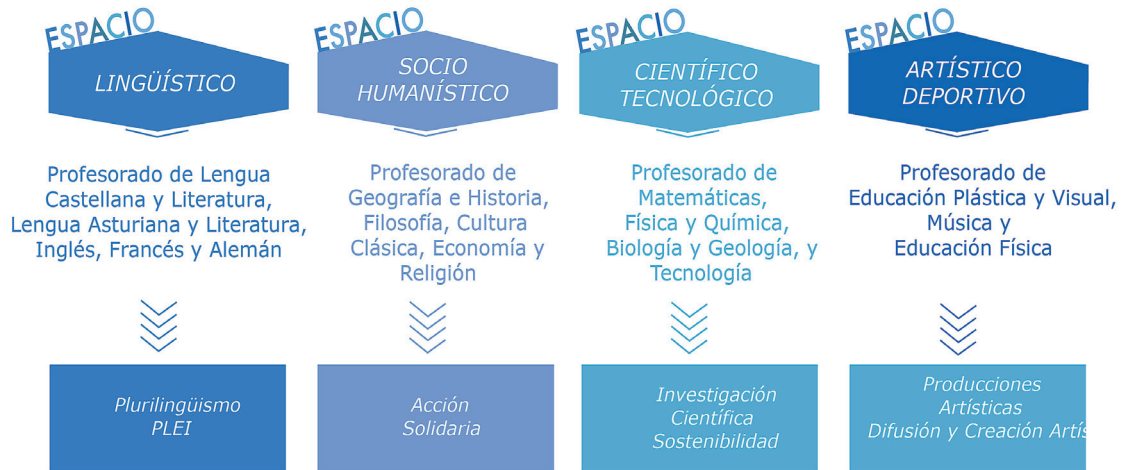 ESPACIO
LINGÜÍSTICO
Profesorado de Lengua
Castellana y Literatura,
Lengua Asturiana y Literatura,
Inglés, Francés y Alemán
Plurilingüismo
PLEI
ESPACIO
SOCIO
HUMANÍSTICO
Profesorado de
Geografía e Historia,
Filosofía, Cultura
Clásica, Economía y
Religión
Acción
Solidaria
ESPACIO
CIENTÍFICO
TECNOLÓGICO
Profesorado de
Matemáticas,
Física y Química,
Biología y Geología, y
Tecnología
Investigación
Científica
Sostenibilidad
ESPACIO
ARTÍSTICO
DEPORTIVO
Profesorado de
Educación Plástica y Visual,
Música y
Educación Física
Producciones
Artísticas
Difusión y Creación Artís